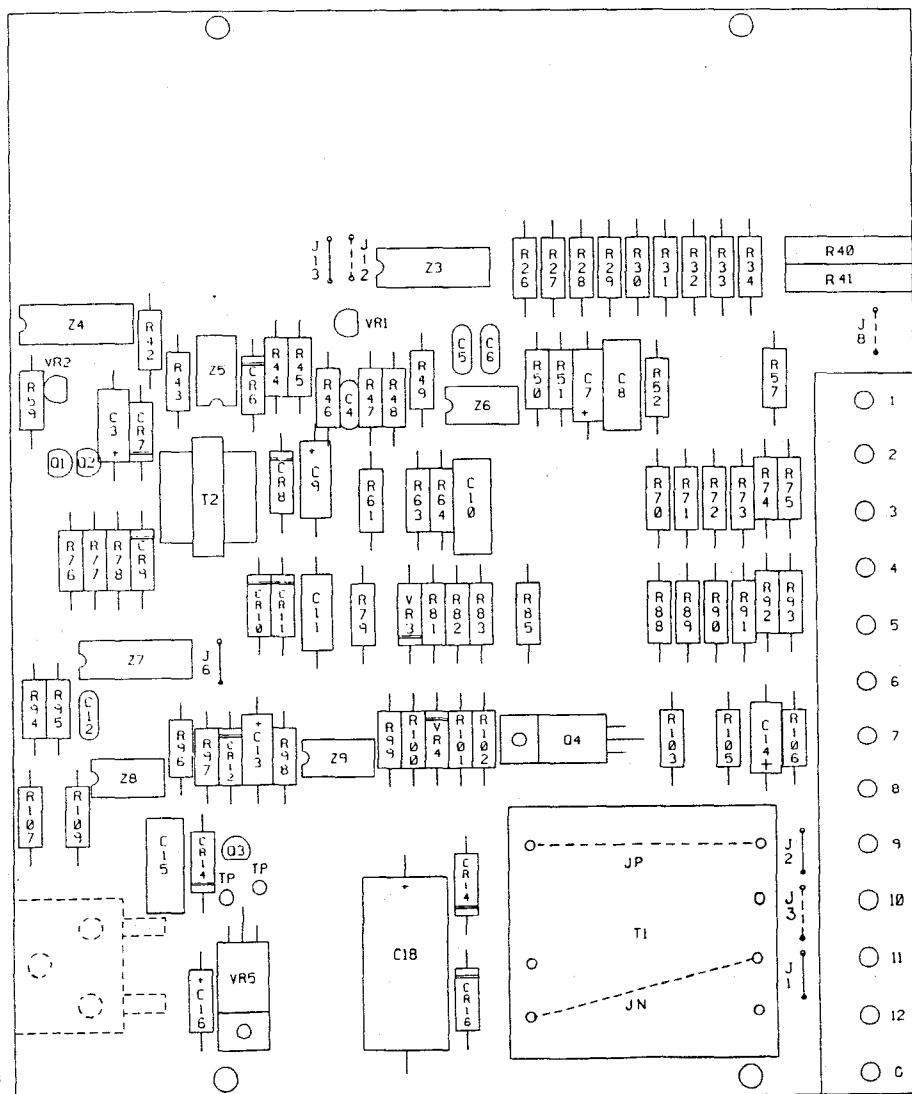 J13
J12
Z3
R26
R27
R28
R29
R30
R31
R32
R33
R34
R40
R41
Z4
R42
VR1
J8
VR2
R59
R43
Z5
CR6
R44
R45
R46
C4
R47
R48
R49
C5
C6
Z6
R50
R51
C7
+
C8
R52
R57
C3
+
CR7
1
Q1
Q2
T2
CR8
+
C9
R61
R63
R64
C10
R70
R71
R72
R73
R74
R75
2
3
R76
R77
R78
CR9
CR10
CR11
C11
R79
VR3
R81
R82
R83
R85
R88
R89
R90
R91
R92
R93
4
5
Z7
J6
6
R94
R95
C12
R96
R97
CR12
+
C13
R98
Z9
R99
R100
VR4
R101
R102
Q4
R103
R105
C14
+
R106
7
Z8
8
R107
R109
C15
CR14
Q3
TP
TP
+
C18
CR14
JP
J2
9
T1
J3
10
+
C16
VR5
CR16
JN
J1
11
12
C